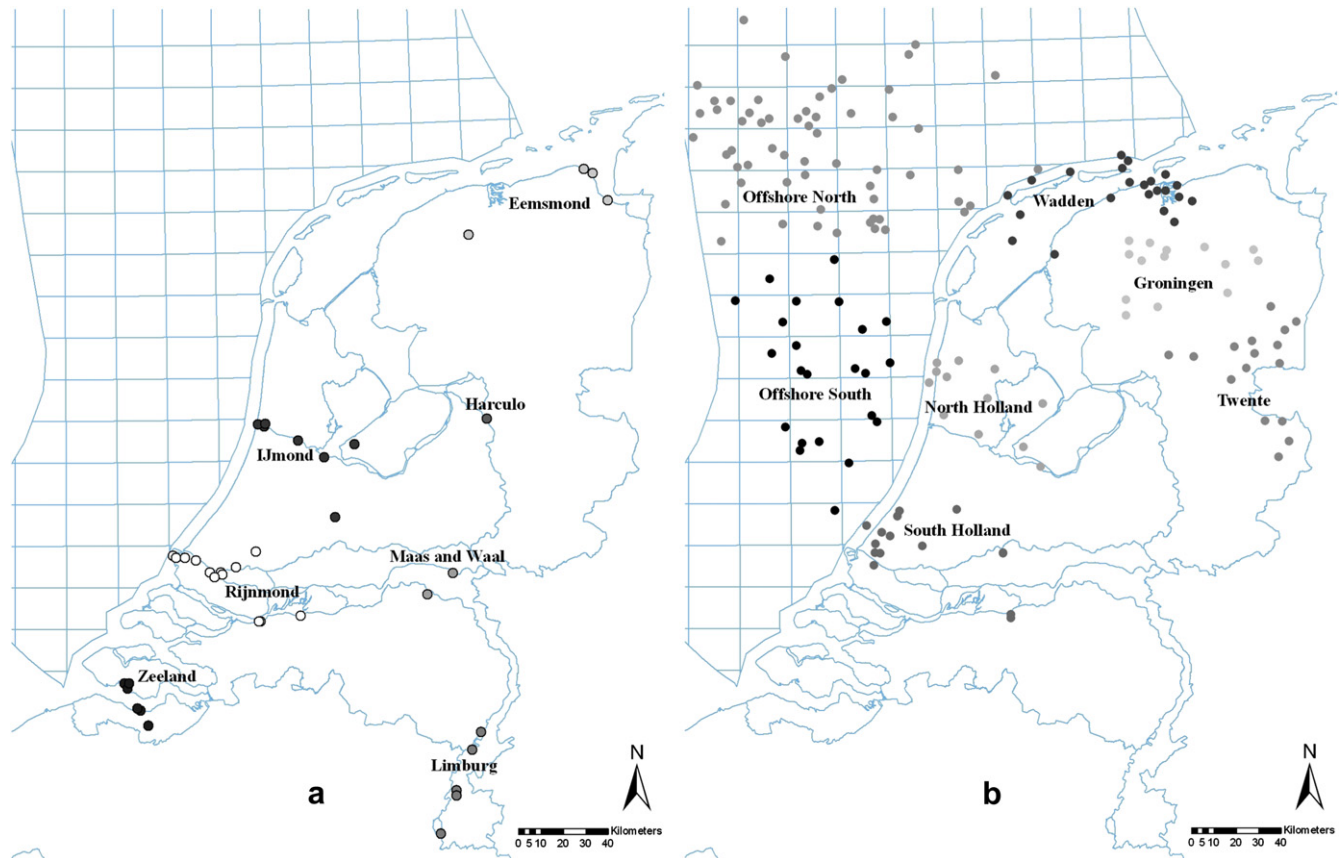 Eemsmond
Harculo
IJmond
Maas and Waal
Rijnmond
Zeeland
Limburg
N
a
Kilometers
0 5 10 20 30 40
Offshore North
Wadden
Groningen
Offshore South
North Holland
Twente
South Holland
N
b
Kilometers
0 5 10 20 30 40